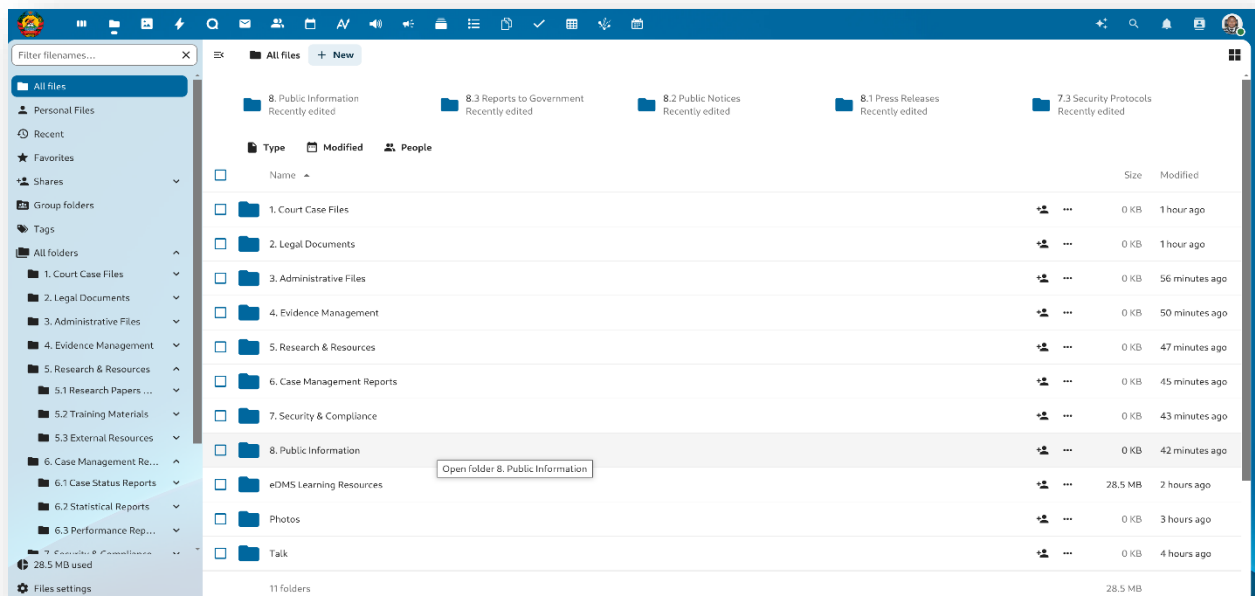 Filter filenames...
All files
Personal Files
Recent
Favorites
Shares
Group folders
Tags
All folders
1. Court Case Files
2. Legal Documents
3. Administrative Files
4. Evidence Management
5. Research & Resources
5.1 Research Papers ...
5.2 Training Materials
5.3 External Resources
6. Case Management Re...
6.1 Case Status Reports
6.2 Statistical Reports
6.3 Performance Rep...
7. Security & Compliance
28.5 MB used
Files settings
All files + New
8. Public Information
Recently edited
8.3 Reports to Government
Recently edited
8.2 Public Notices
Recently edited
8.1 Press Releases
Recently edited
7.3 Security Protocols
Recently edited
Type Modified People
Name Size Modified
1. Court Case Files 0 KB 1 hour ago
2. Legal Documents 0 KB 1 hour ago
3. Administrative Files 0 KB 56 minutes ago
4. Evidence Management 0 KB 50 minutes ago
5. Research & Resources 0 KB 47 minutes ago
6. Case Management Reports 0 KB 45 minutes ago
7. Security & Compliance 0 KB 43 minutes ago
8. Public Information 0 KB 42 minutes ago
Open folder 8. Public Information
eDMS Learning Resources 28.5 MB 2 hours ago
Photos 0 KB 3 hours ago
Talk 0 KB 4 hours ago
11 folders 28.5 MB